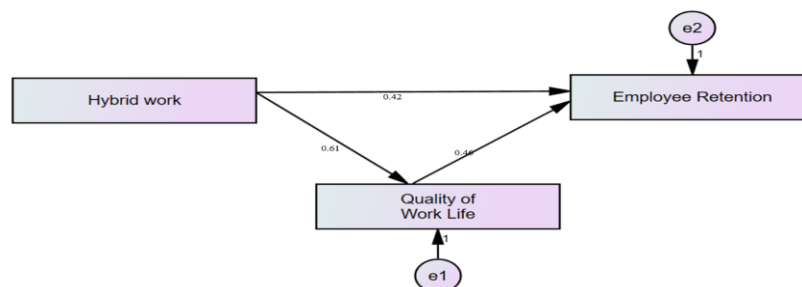 e2
1
Hybrid work
Employee Retention
0.42
0.61
0.46
Quality of
Work Life
1
e1